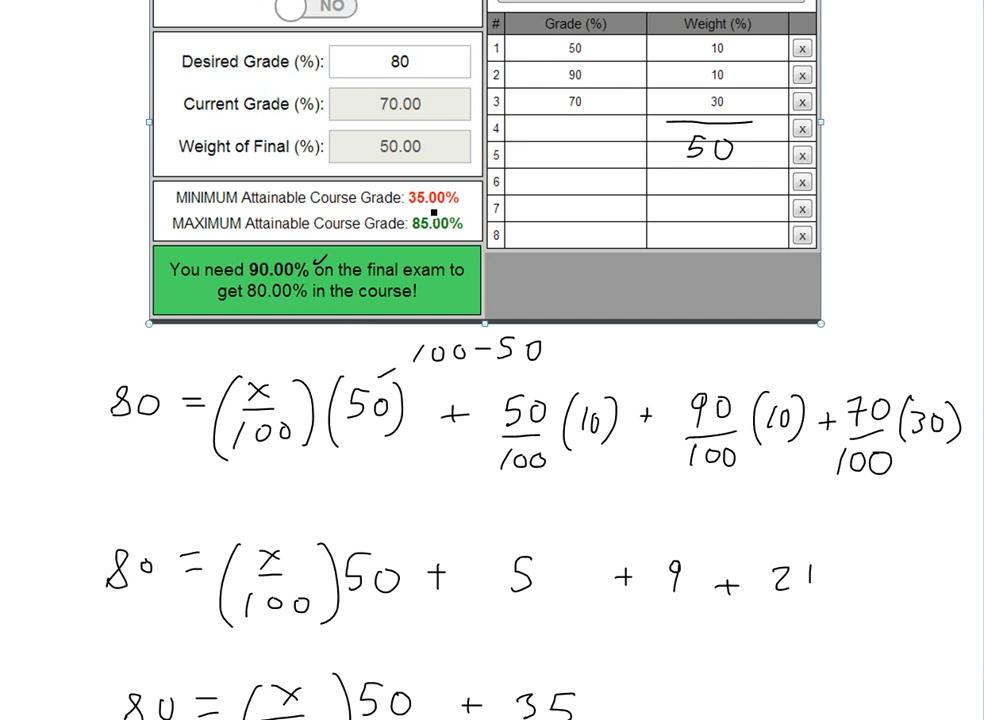 NO
Desired Grade (%): 80
Current Grade (%): 70.00
Weight of Final (%): 50.00
MINIMUM Attainable Course Grade: 35.00%
MAXIMUM Attainable Course Grade: 85.00%
You need 90.00% on the final exam to
get 80.00% in the course!
# Grade (%) Weight (%)
1 50 10 x
2 90 10 x
3 70 30 x
4 x
5 50 x
6 x
7 x
8 x
100-50
80 = (x/100)(50) + 50/100 (10) + 90/100 (10) + 70/100 (30)
80 = (x/100)50 + 5 + 9 + 21
80 = (x )50 + 35